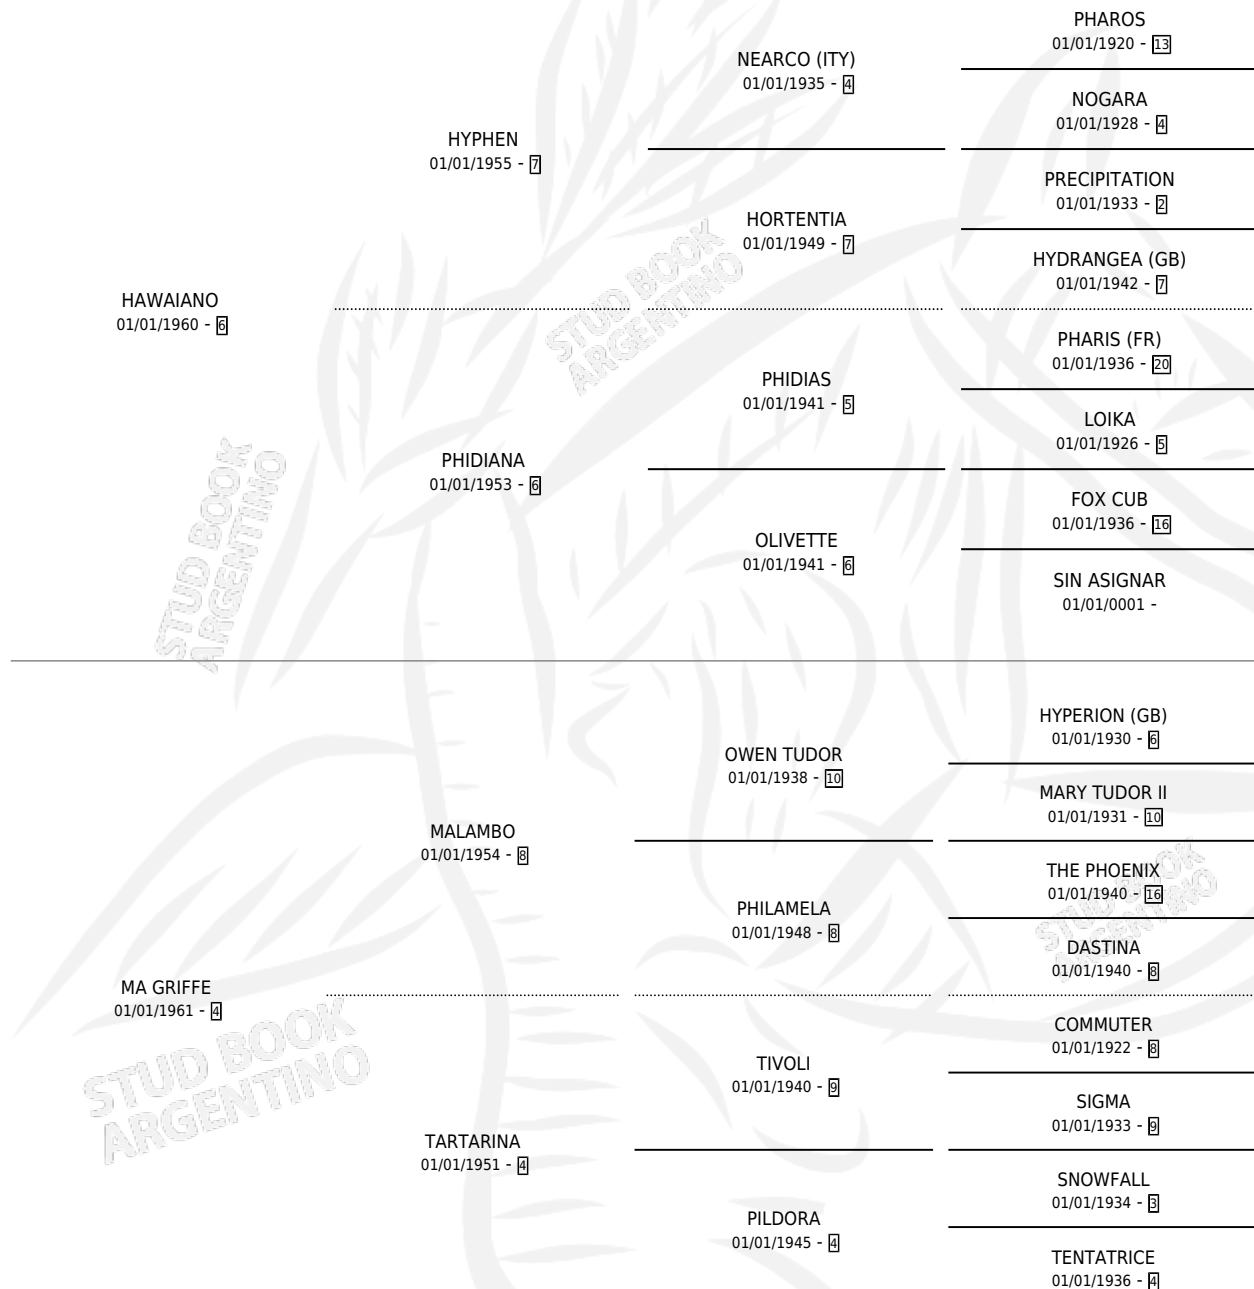 PHAROS
01/01/1920 - 13
NEARCO (ITY)
01/01/1935 - 4
NOGARA
01/01/1928 - 4
HYPHEN
01/01/1955 - 7
PRECIPITATION
01/01/1933 - 2
HORTENTIA
01/01/1949 - 7
HYDRANGEA (GB)
01/01/1942 - 7
HAWAIANO
01/01/1960 - 6
PHARIS (FR)
01/01/1936 - 20
PHIDIAS
01/01/1941 - 5
LOIKA
01/01/1926 - 5
PHIDIANA
01/01/1953 - 6
FOX CUB
01/01/1936 - 16
OLIVETTE
01/01/1941 - 6
SIN ASIGNAR
01/01/0001 -
STUD BOOK
ARGENTINO
STUD BOOK
ARGENTINO
HYPERION (GB)
01/01/1930 - 6
OWEN TUDOR
01/01/1938 - 10
MARY TUDOR II
01/01/1931 - 10
MALAMBO
01/01/1954 - 8
THE PHOENIX
01/01/1940 - 16
PHILAMELA
01/01/1948 - 8
DASTINA
01/01/1940 - 8
MA GRIFFE
01/01/1961 - 4
COMMUTER
01/01/1922 - 8
TIVOLI
01/01/1940 - 9
SIGMA
01/01/1933 - 9
TARTARINA
01/01/1951 - 4
SNOWFALL
01/01/1934 - 3
PILDORA
01/01/1945 - 4
TENTATRICE
01/01/1936 - 4
STUD BOOK
ARGENTINO
STUD BOOK
ARGENTINO